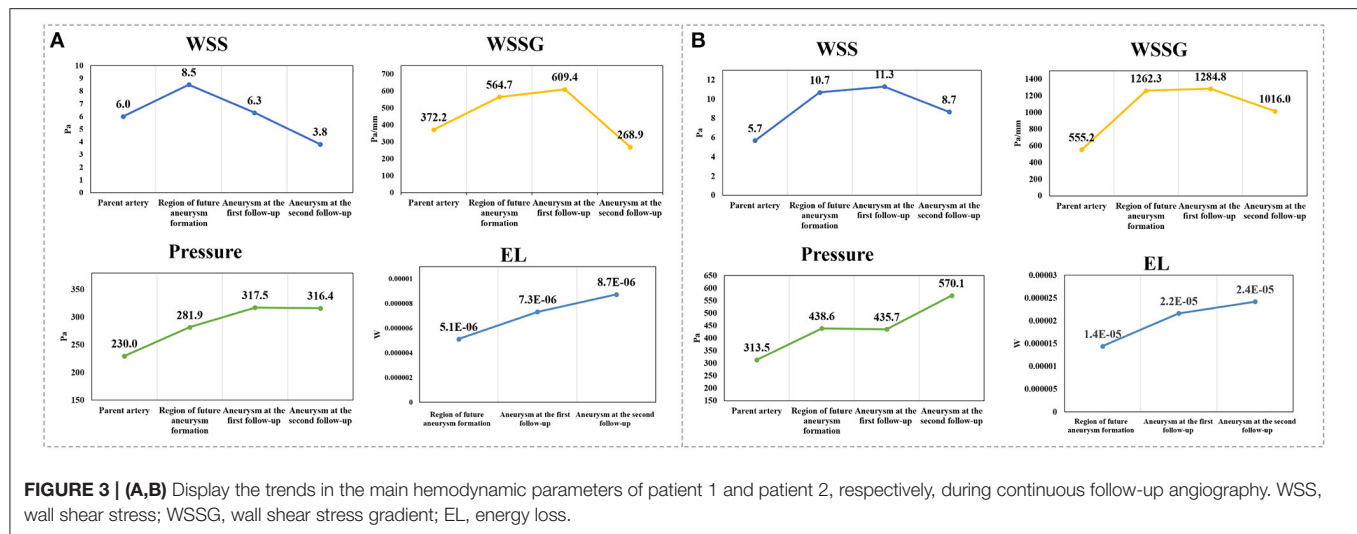 A
WSS
10
9
8
7
6
5
4
3
2
1
0
Pa
6.0
8.5
6.3
3.8
Parent artery
Region of future
aneurysm
formation
Aneurysm at the
first follow-up
Aneurysm at the
second follow-up
WSSG
700
600
500
400
300
200
100
0
Pa/mm
372.2
564.7
609.4
268.9
Parent artery
Region of future
aneurysm
formation
Aneurysm at the
first follow-up
Aneurysm at the
second follow-up
Pressure
350
300
250
200
150
Pa
230.0
281.9
317.5
316.4
Parent artery
Region of future
aneurysm
formation
Aneurysm at the
first follow-up
Aneurysm at the
second follow-up
EL
0.00001
0.000008
0.000006
0.000004
0.000002
0
W
5.1E-06
7.3E-06
8.7E-06
Region of future
aneurysm formation
Aneurysm at the first
follow-up
Aneurysm at the second
follow-up
B
WSS
12
10
8
6
4
2
0
Pa
5.7
10.7
11.3
8.7
Parent artery
Region of future
aneurysm
formation
Aneurysm at the
first follow-up
Aneurysm at the
second follow-up
WSSG
1400
1200
1000
800
600
400
200
0
Pa/mm
555.2
1262.3
1284.8
1016.0
Parent artery
Region of future
aneurysm
formation
Aneurysm at the
first follow-up
Aneurysm at the
second follow-up
Pressure
650
600
550
500
450
400
350
300
250
200
150
Pa
313.5
438.6
435.7
570.1
Parent artery
Region of future
aneurysm
formation
Aneurysm at the
first follow-up
Aneurysm at the
second follow-up
EL
0.00003
0.000025
0.00002
0.000015
0.00001
0.000005
0
W
1.4E-05
2.2E-05
2.4E-05
Region of future
aneurysm formation
Aneurysm at the first
follow-up
Aneurysm at the second
follow-up
FIGURE 3 | (A,B) Display the trends in the main hemodynamic parameters of patient 1 and patient 2, respectively, during continuous follow-up angiography. WSS,
wall shear stress; WSSG, wall shear stress gradient; EL, energy loss.